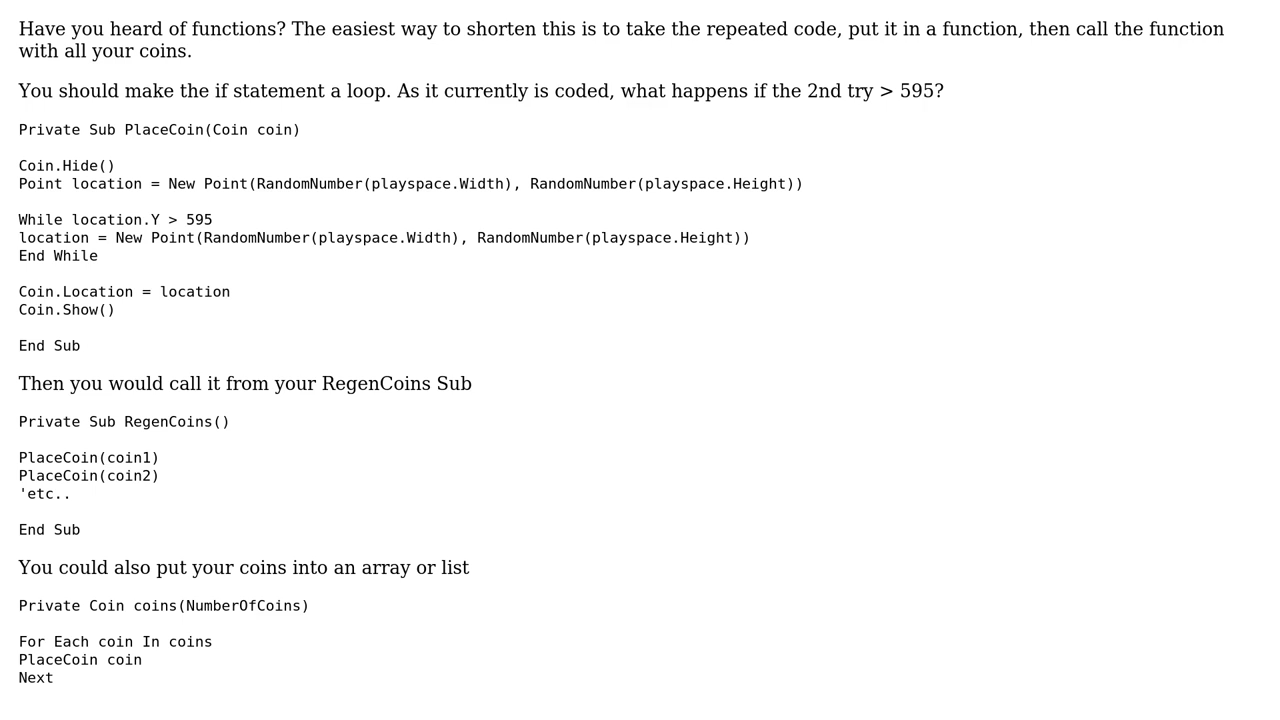 Have you heard of functions? The easiest way to shorten this is to take the repeated code, put it in a function, then call the function
with all your coins.
You should make the if statement a loop. As it currently is coded, what happens if the 2nd try > 595?
Private Sub PlaceCoin(Coin coin)
Coin.Hide()
Point location = New Point(RandomNumber(playspace.Width), RandomNumber(playspace.Height))
While location.Y > 595
location = New Point(RandomNumber(playspace.Width), RandomNumber(playspace.Height))
End While
Coin.Location = location
Coin.Show()
End Sub
Then you would call it from your RegenCoins Sub
Private Sub RegenCoins()
PlaceCoin(coin1)
PlaceCoin(coin2)
'etc..
End Sub
You could also put your coins into an array or list
Private Coin coins(NumberOfCoins)
For Each coin In coins
PlaceCoin coin
Next